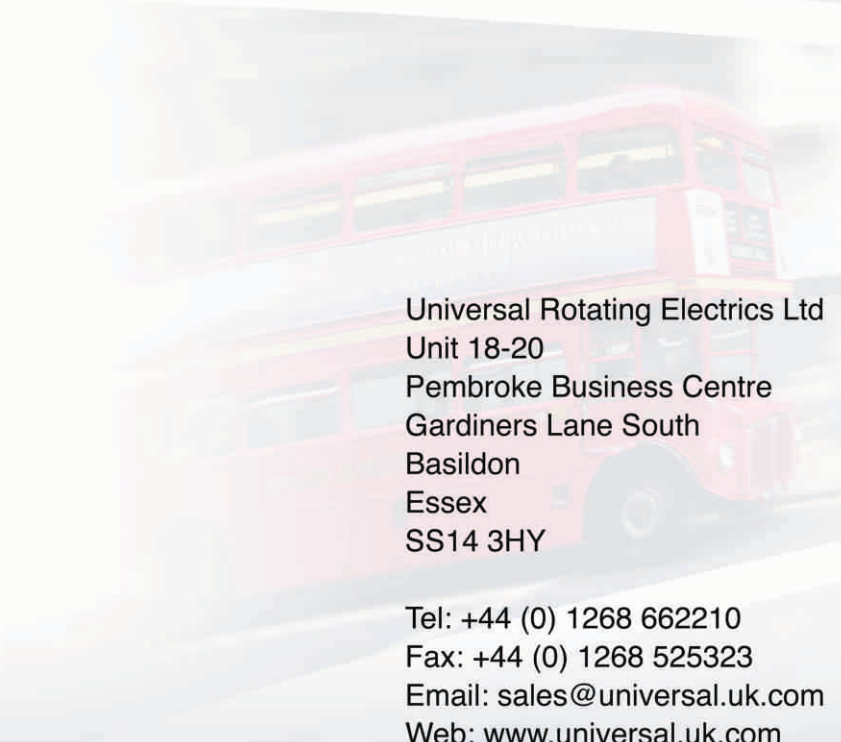 Universal Rotating Electrics Ltd
Unit 18-20
Pembroke Business Centre
Gardiners Lane South
Basildon
Essex
SS14 3HY
Tel: +44 (0) 1268 662210
Fax: +44 (0) 1268 525323
Email: sales@universal.uk.com
Web: www.universal.uk.com